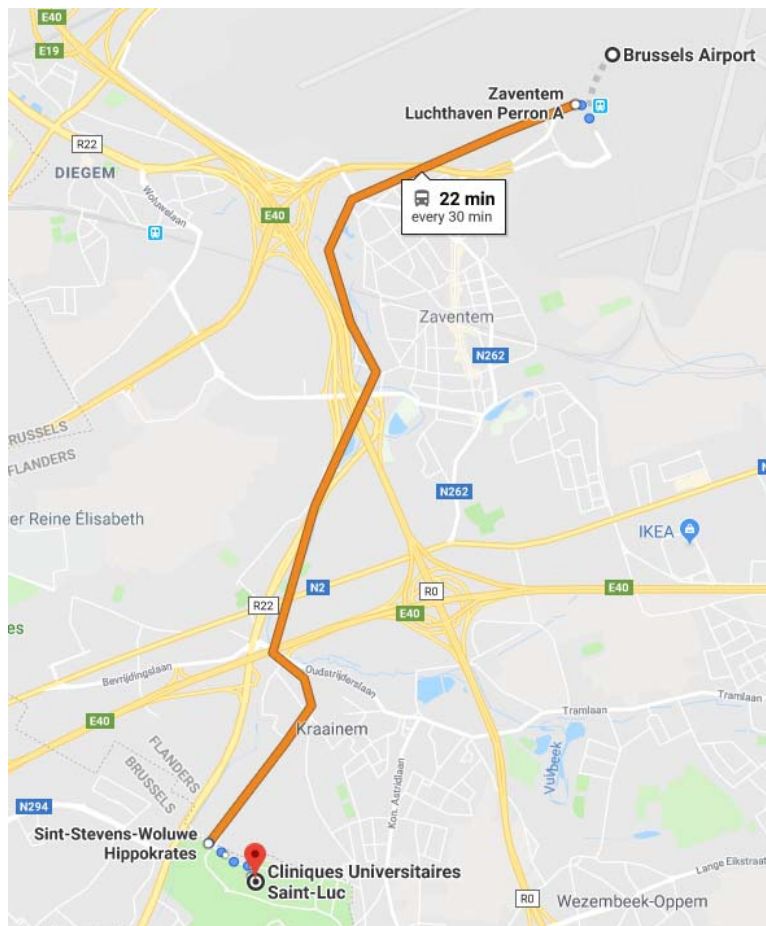 E40
E19
Brussels Airport
Zaventem
Luchthaven Perron A
R22
DIEGEM
Woluwelaan
22 min
every 30 min
E40
Zaventem
N262
BRUSSELS
FLANDERS
N262
er Reine Élisabeth
IKEA
R22
N2
R0
E40
E40
es
Bevrijdingslaan
Oudstrijderslaan
Tramlaan
Tramlaan
E40
Kraainem
FLANDERS
BRUSSELS
Kon. Astridlaan
Vuilbeek
N294
Sint-Stevens-Woluwe
Hippokrates
Cliniques Universitaires
Saint-Luc
Lange Eikstraat
R0
Wezembeek-Oppem